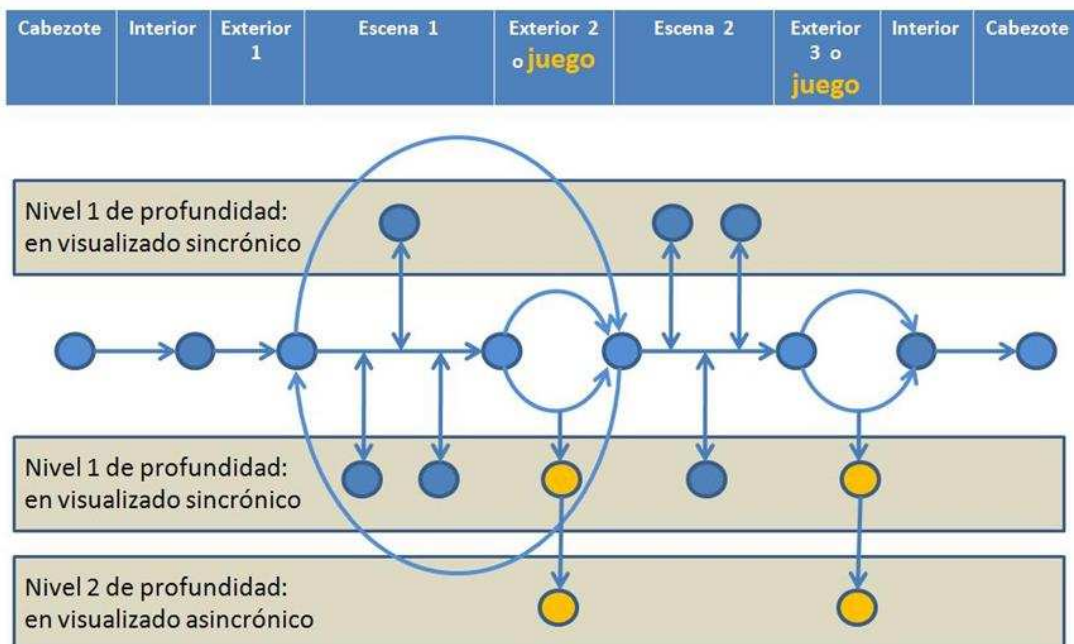 Cabezote
Interior
Exterior
1
Escena 1
Exterior 2
o juego
Escena 2
Exterior
3 o
juego
Interior
Cabezote
Nivel 1 de profundidad:
en visualizado sincrónico
Nivel 1 de profundidad:
en visualizado sincrónico
Nivel 2 de profundidad:
en visualizado asincrónico